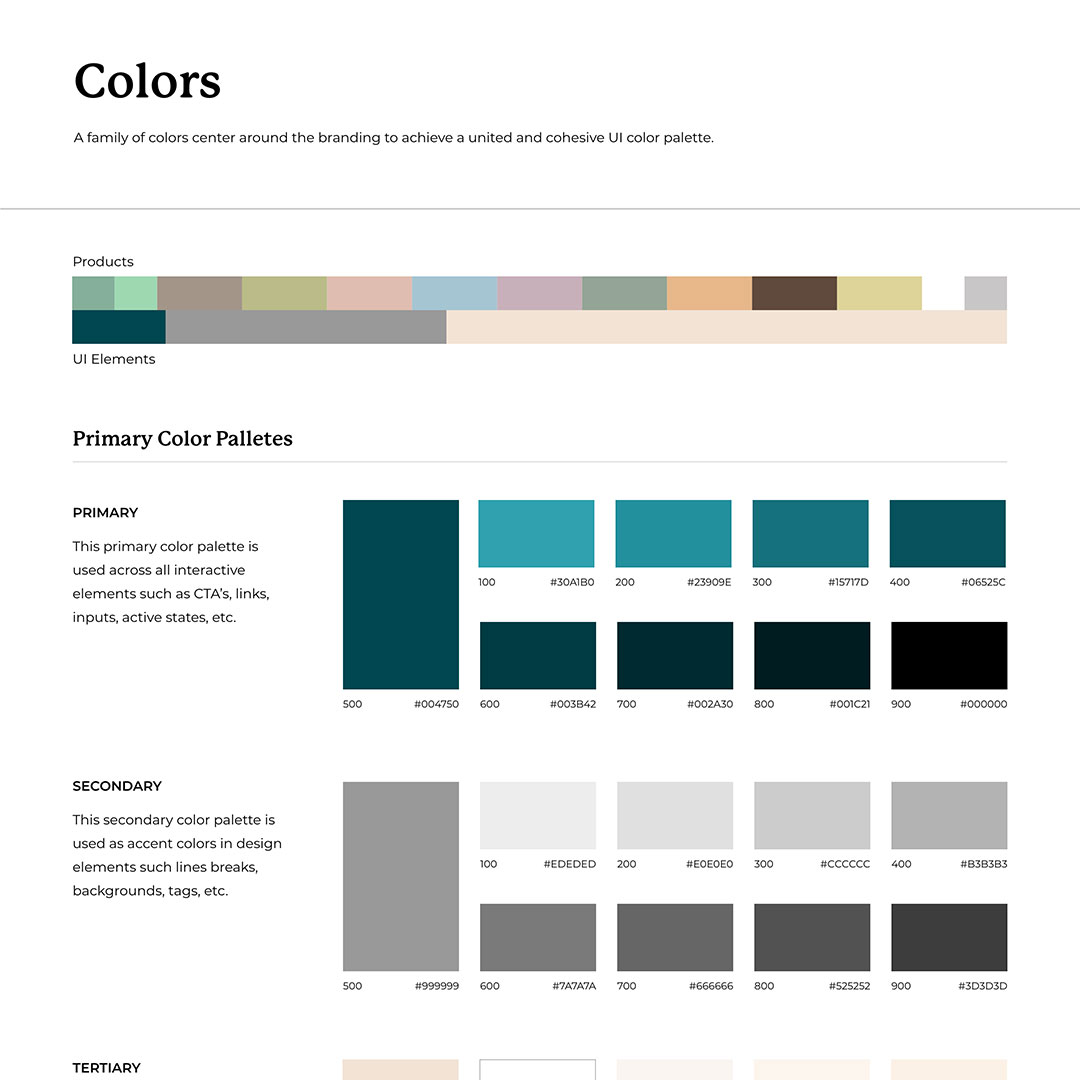 Colors
A family of colors center around the branding to achieve a united and cohesive UI color palette.
Products
UI Elements
Primary Color Palletes
PRIMARY
This primary color palette is
used across all interactive
elements such as CTA's, links,
inputs, active states, etc.
100 #30A1B0 200 #23909E 300 #15717D 400 #06525C
500 #004750 600 #003B42 700 #002A30 800 #001C21 900 #000000
SECONDARY
This secondary color palette is
used as accent colors in design
elements such lines breaks,
backgrounds, tags, etc.
100 #EDEDED 200 #E0E0E0 300 #CCCCCC 400 #B3B3B3
500 #999999 600 #7A7A7A 700 #666666 800 #525252 900 #3D3D3D
TERTIARY